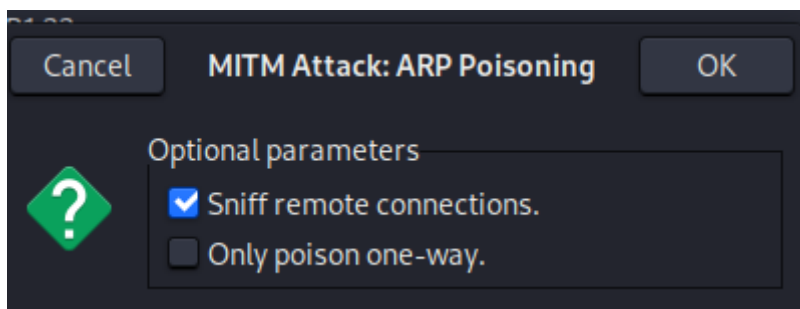 Cancel MITM Attack: ARP Poisoning OK
Optional parameters
Sniff remote connections.
Only poison one-way.